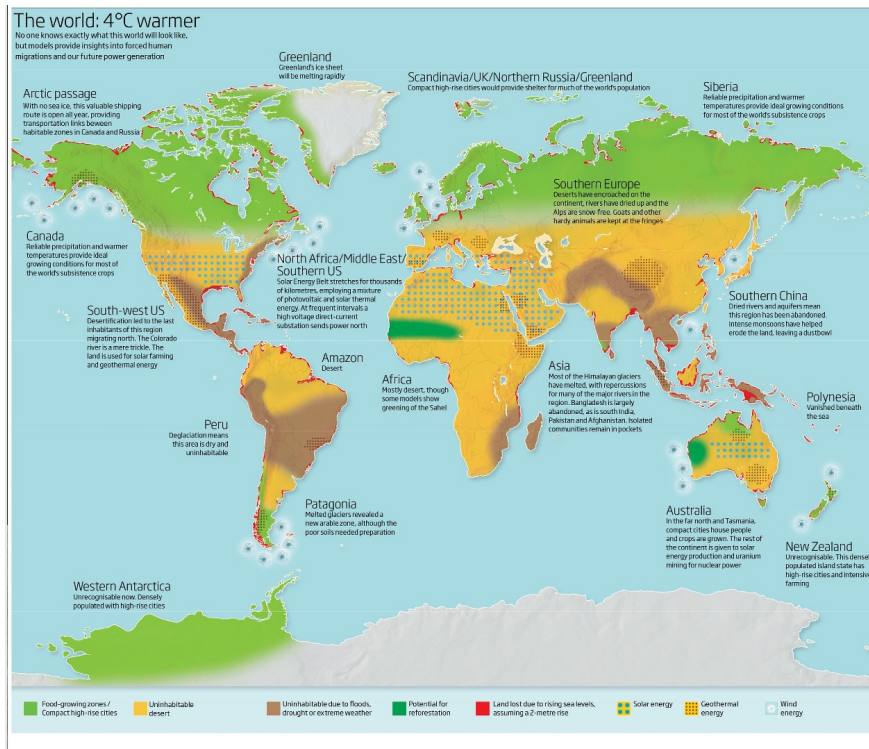 The world: 4°C warmer
No one knows exactly what this world will look like,
but models provide insights into forced human
migrations and our future power generation
Greenland
Greenland's ice sheet
will be melting rapidly
Scandinavia/UK/Northern Russia/Greenland
Compact high-rise cities would provide shelter for much of the world's population
Siberia
Reliable precipitation and warmer
temperatures provide ideal growing conditions
for most of the world's subsistence crops
Arctic passage
With no sea ice, this valuable shipping
route is open all year, providing
transportation links beween
habitable zones in Canada and Russia
Southern Europe
Deserts have encroached on the
continent, rivers have dried up and the
Alps are snow-free. Goats and other
hardy animals are kept at the fringes
Canada
Reliable precipitation and warmer
temperatures provide ideal
growing conditions for most of
the world's subsistence crops
North Africa/Middle East/
Southern US
Solar Energy Belt stretches for thousands
of kilometres, employing a mixture
of photovoltaic and solar thermal
energy. At frequent intervals a
high voltage direct-current
substation sends power north
South-west US
Desertification led to the last
inhabitants of this region
migrating north. The Colorado
river is a mere trickle. The
land is used for solar farming
and geothermal energy
Southern China
Dried rivers and aquifers mean
this region has been abandoned.
Intense monsoons have helped
erode the land, leaving a dustbowl
Amazon
Desert
Africa
Mostly desert, though
some models show
greening of the Sahel
Asia
Most of the Himalayan glaciers
have melted, with repercussions
for many of the major rivers in the
region. Bangladesh is largely
abandoned, as is south India,
Pakistan and Afghanistan. Isolated
communities remain in pockets
Polynesia
Vanished beneath
the sea
Peru
Deglaciation means
this area is dry and
uninhabitable
Patagonia
Melted glaciers revealed a
new arable zone, although the
poor soils needed preparation
Australia
In the far north and Tasmania,
compact cities house people
and crops are grown. The rest of
the continent is given to solar
energy production and uranium
mining for nuclear power
New Zealand
Unrecognisable. This densel
populated island state has
high-rise cities and intensive
farming
Western Antarctica
Unrecognisable now. Densely
populated with high-rise cities
Food-growing zones/
Compact high-rise cities
Uninhabitable
desert
Uninhabitable due to floods,
drought or extreme weather
Potential for
reforestation
Land lost due to rising sea levels,
assuming a 2-metre rise
Solar energy
Geothermal
energy
Wind
energy